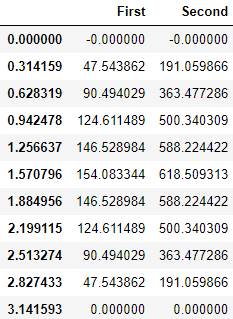 First Second
0.000000 -0.000000 -0.000000
0.314159 47.543862 191.059866
0.628319 90.494029 363.477286
0.942478 124.611489 500.340309
1.256637 146.528984 588.224422
1.570796 154.083344 618.509313
1.884956 146.528984 588.224422
2.199115 124.611489 500.340309
2.513274 90.494029 363.477286
2.827433 47.543862 191.059866
3.141593 0.000000 0.000000